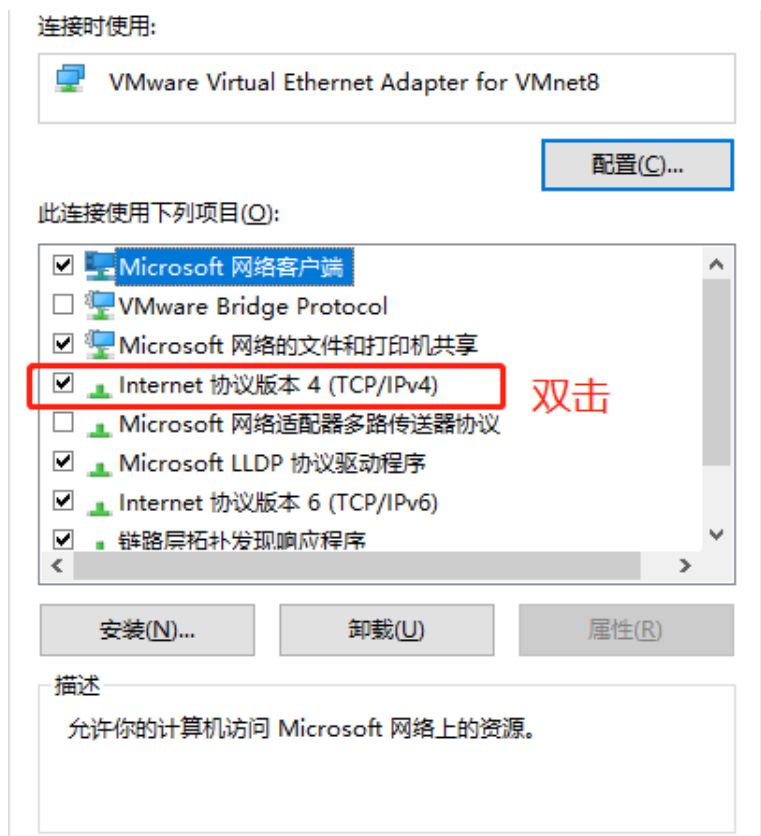 连接时使用:
VMware Virtual Ethernet Adapter for VMnet8
配置(C)...
此连接使用下列项目(O):
Microsoft 网络客户端
VMware Bridge Protocol
Microsoft 网络的文件和打印机共享
Internet 协议版本 4 (TCP/IPv4)
双击
Microsoft 网络适配器多路传送器协议
Microsoft LLDP 协议驱动程序
Internet 协议版本 6 (TCP/IPv6)
链路层拓扑发现响应程序
安装(N)...
卸载(U)
属性(R)
描述
允许你的计算机访问 Microsoft 网络上的资源。